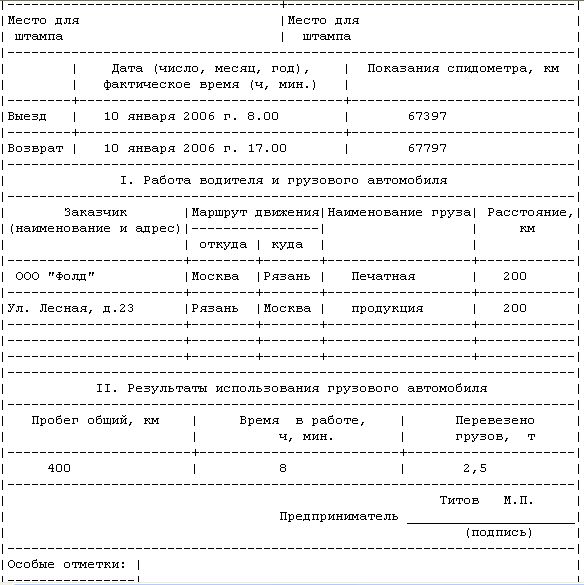 Место для Место для
штампа штампа
Дата (число, месяц, год), Показания спидометра, км
фактическое время (ч, мин.)
Выезд 10 января 2006 г. 8.00 67397
Возврат 10 января 2006 г. 17.00 67797
I. Работа водителя и грузового автомобиля
Заказчик Маршрут движения Наименование груза Расстояние,
(наименование и адрес) км
откуда куда
ООО "Фолд" Москва Рязань Печатная 200
Ул. Лесная, д.23 Рязань Москва продукция 200
II. Результаты использования грузового автомобиля
Пробег общий, км Время в работе, Перевезено
ч, мин. грузов, т
400 8 2,5
Титов М.П.
Предприниматель
(подпись)
Особые отметки: